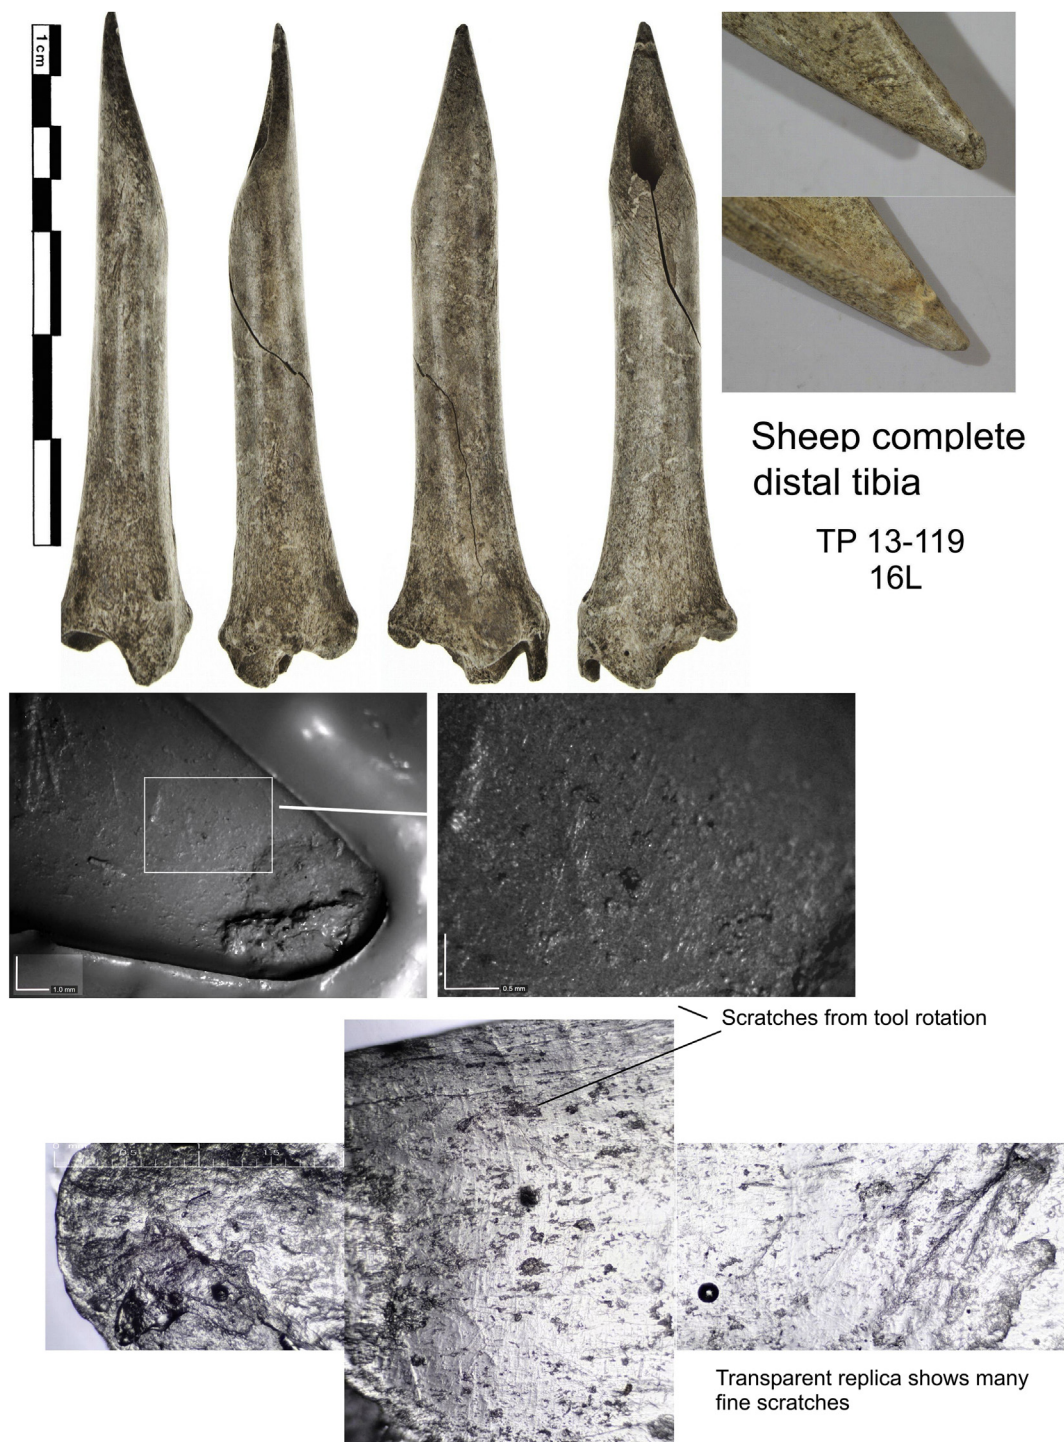 1 cm
Sheep complete
distal tibia
TP 13-119
16L
1.0 mm
0.5 mm
Scratches from tool rotation
Transparent replica shows many
fine scratches